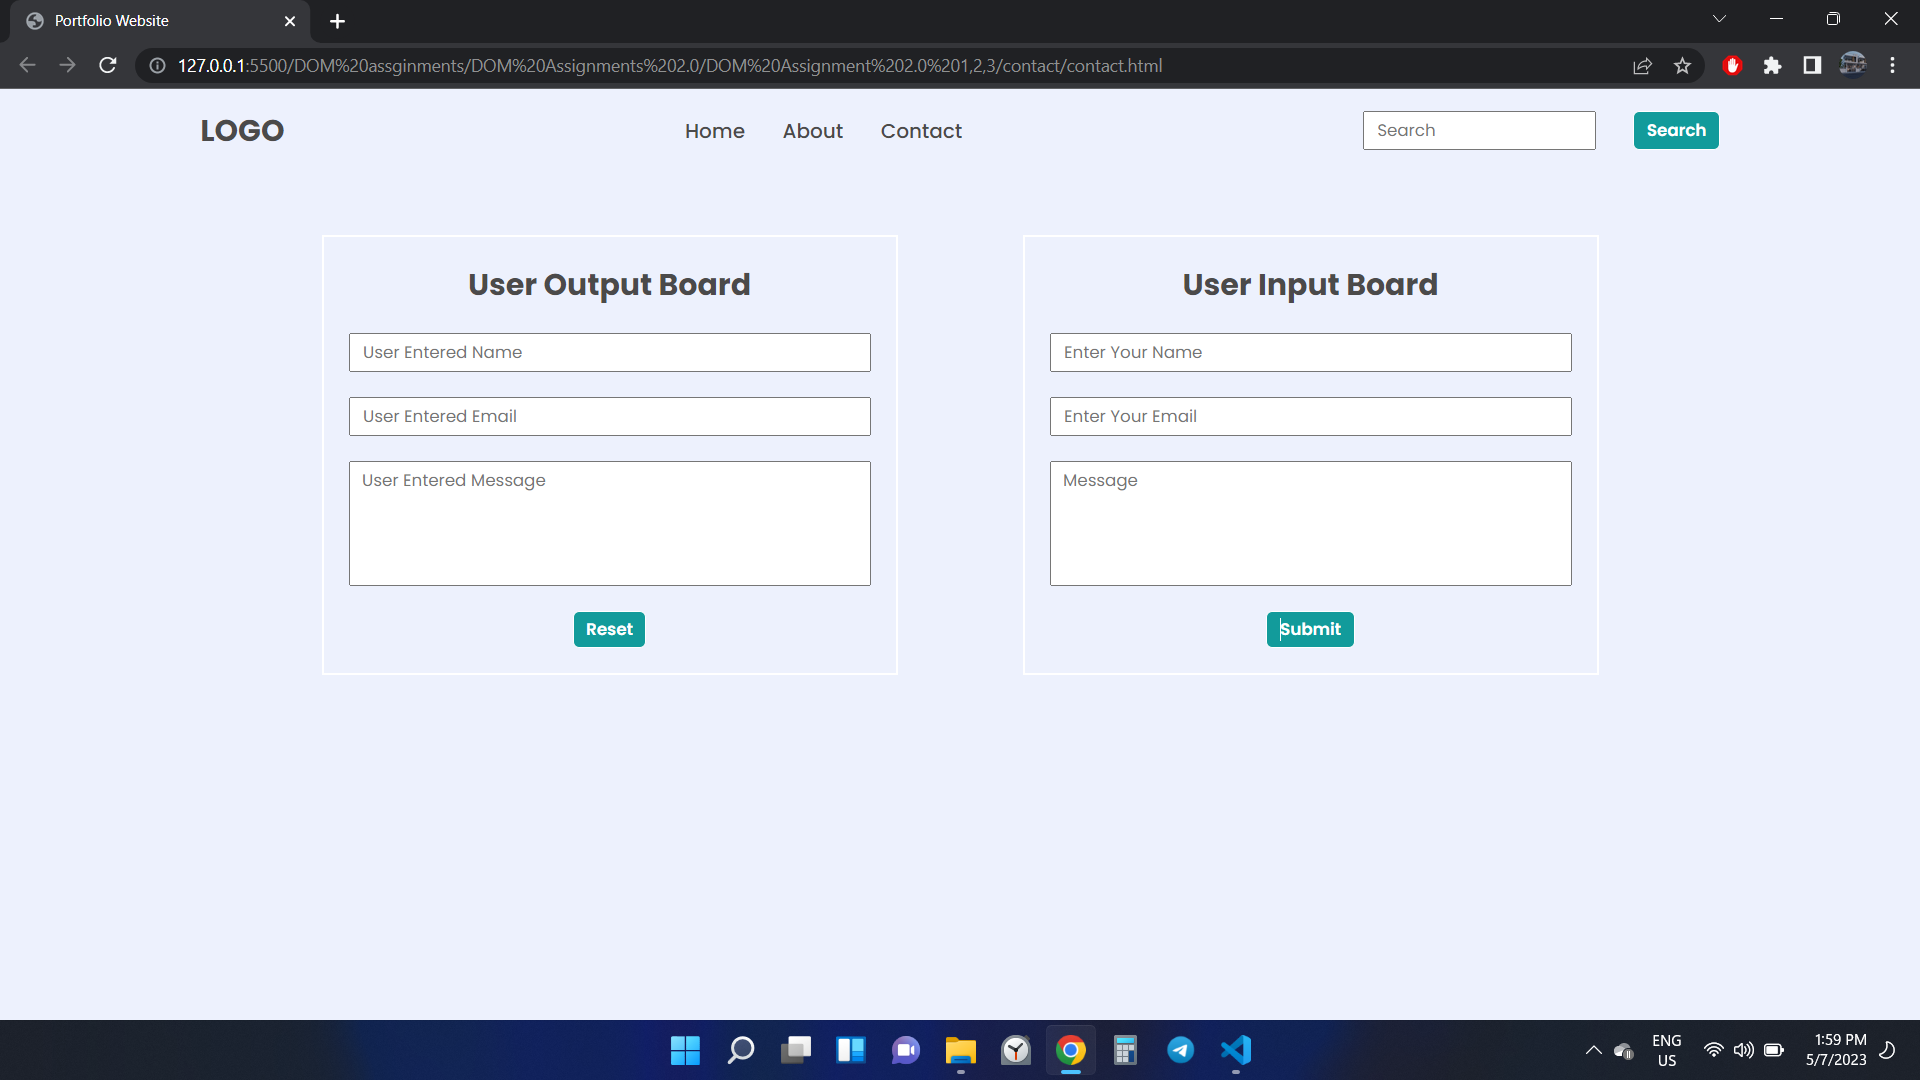 Portfolio Website
127.0.0.1:5500/DOM%20assginments/DOM%20Assignments%202.0/DOM%20Assignment%202.0%201,2,3/contact/contact.html
LOGO
Home
About
Contact
Search
Search
User Output Board
User Entered Name
User Entered Email
User Entered Message
Reset
User Input Board
Enter Your Name
Enter Your Email
Message
Submit
ENG
US
1:59 PM
5/7/2023